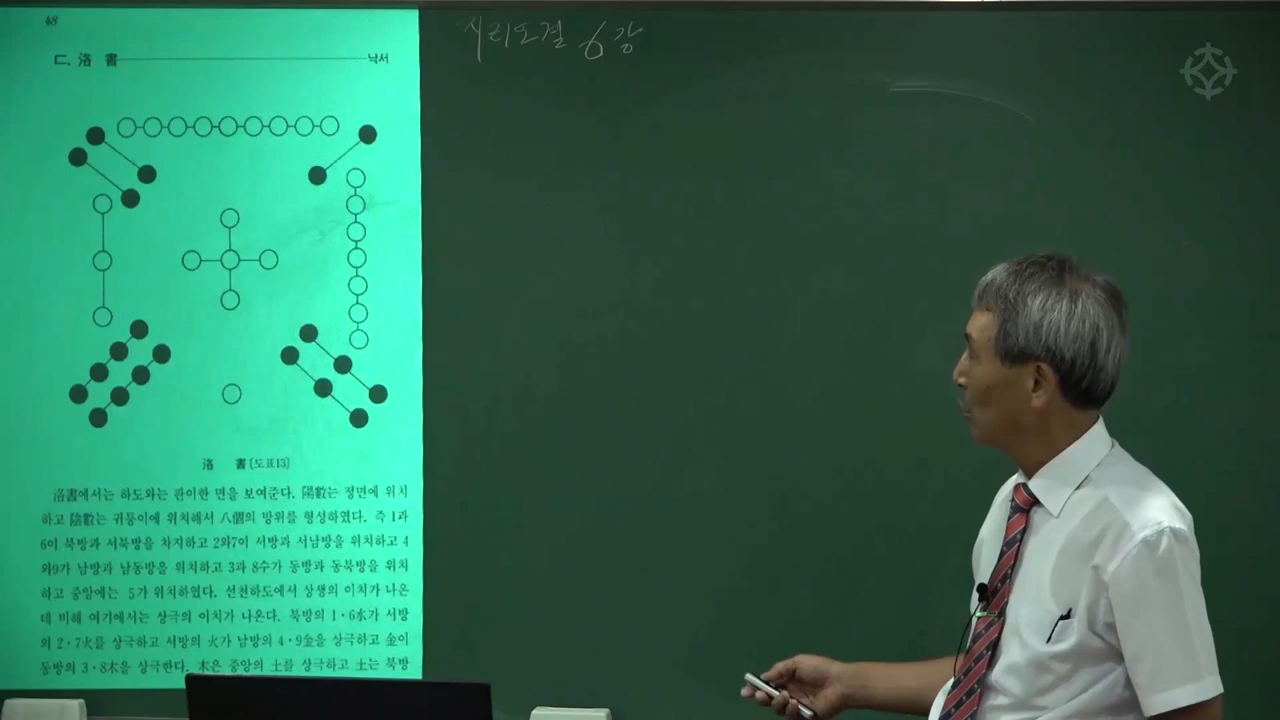 48
ㄷ. 洛 書 낙서
지리도결 6강
洛 書 [도표13]
洛書에서는 하도와는 판이한 면을 보여준다. 陽數는 정면에 위치
하고 陰數는 귀퉁이에 위치해서 八個의 방위를 형성하였다. 즉 1과
6이 북방과 서북방을 차지하고 2와7이 서방과 서남방을 위치하고 4
와9가 남방과 남동방을 위치하고 3과 8수가 동방과 동북방을 위치
하고 중앙에는 5가 위치하였다. 선천하도에서 상생의 이치가 나온
데 비해 여기에서는 상극의 이치가 나온다. 북방의 1·6水가 서방
의 2·7火를 상극하고 서방의 火가 남방의 4·9金을 상극하고 金이
동방의 3·8木을 상극한다. 木은 중앙의 土를 상극하고 土는 북방